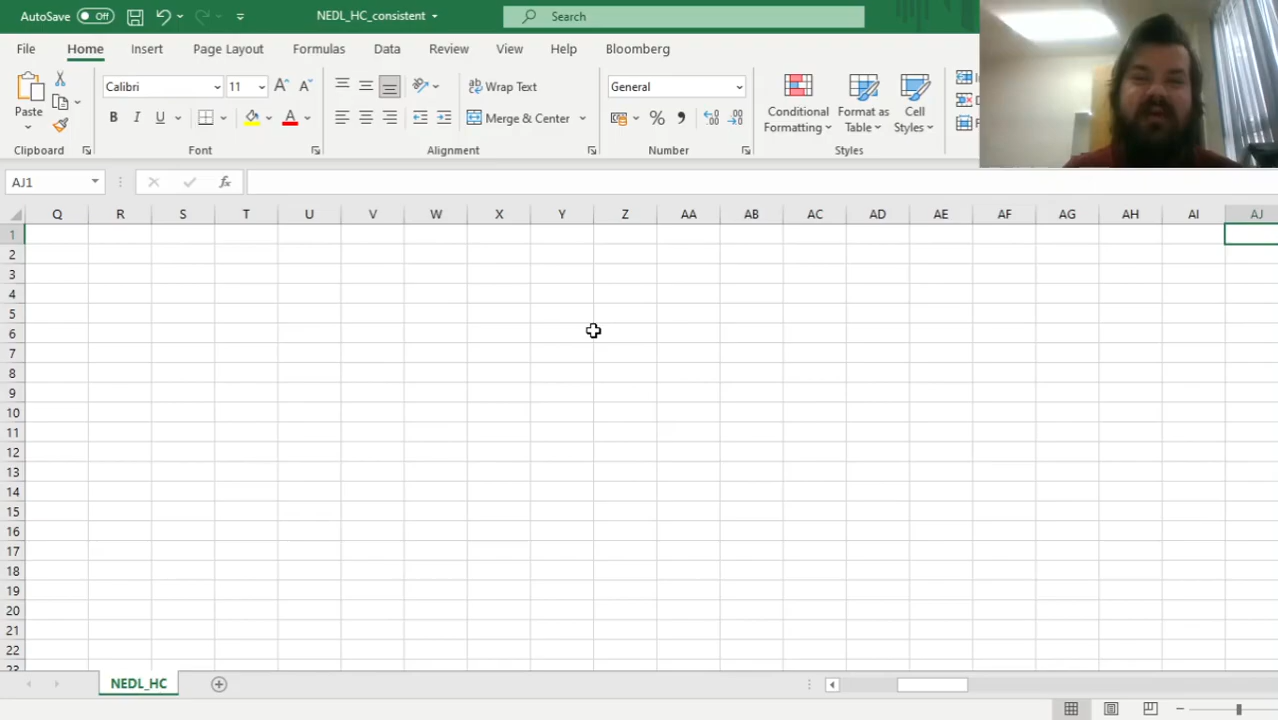 AutoSave Off NEDL_HC_consistent Search
File Home Insert Page Layout Formulas Data Review View Help Bloomberg
Calibri 11 Wrap Text General
Paste B I U Merge & Center % Conditional Formatting Format as Table Cell Styles
Clipboard Font Alignment Number Styles
AJ1 fx
Q R S T U V W X Y Z AA AB AC AD AE AF AG AH AI AJ
1
2
3
4
5
6
7
8
9
10
11
12
13
14
15
16
17
18
19
20
21
22
23
NEDL_HC